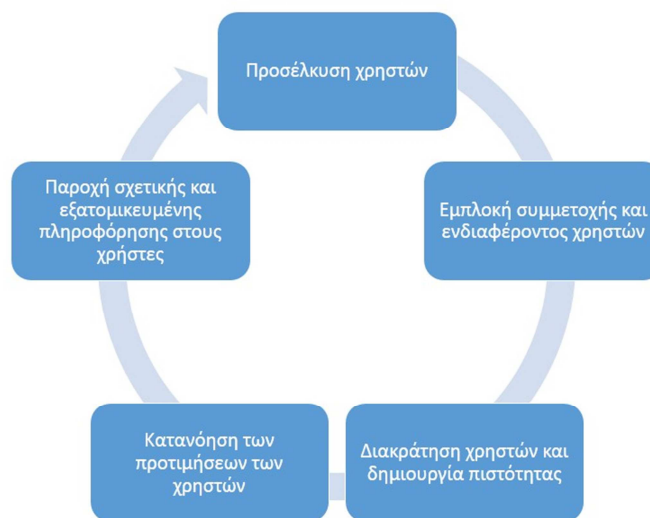 Προσέλκυση χρηστών
Εμπλοκή συμμετοχής και
ενδιαφέροντος χρηστών
Διακράτηση χρηστών και
δημιουργία πιστότητας
Κατανόηση των
προτιμήσεων των
χρηστών
Παροχή σχετικής και
εξατομικευμένης
πληροφόρησης στους
χρήστες